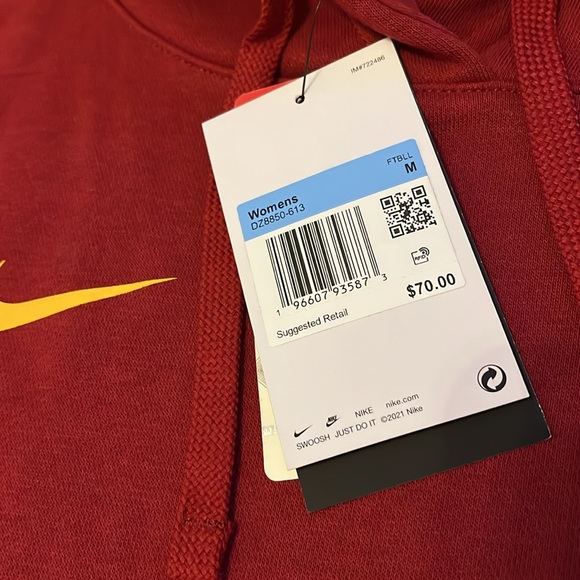 IM#722486
FTBLL
Womens M
DZ8850-613
RFID
1 96607 93587 3
$70.00
Suggested Retail
NIKE nike.com
SWOOSH JUST DO IT ©2021 Nike